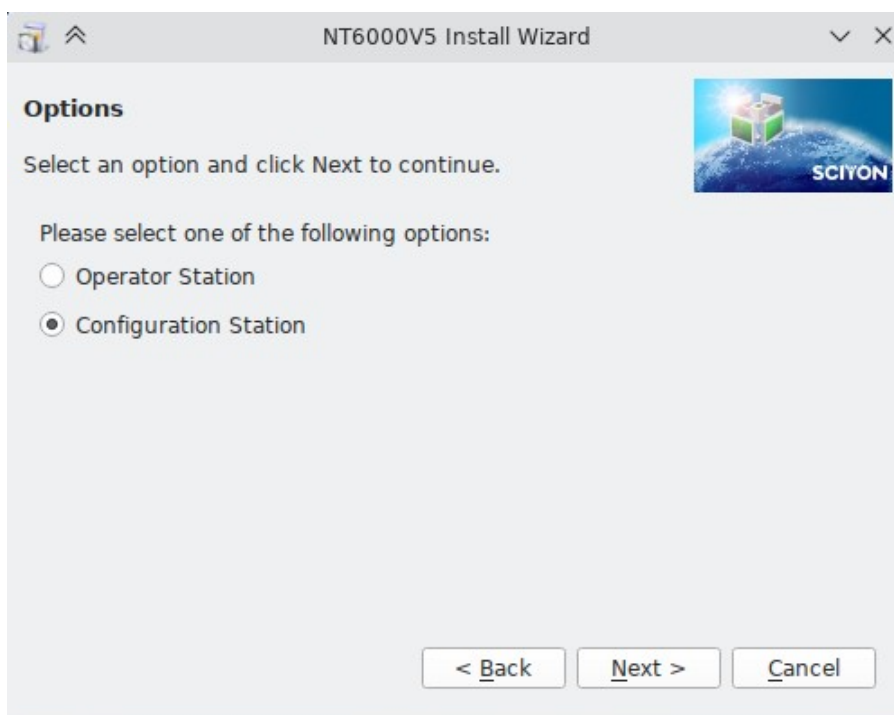 NT6000V5 Install Wizard
Options
SCIYON
Select an option and click Next to continue.
Please select one of the following options:
Operator Station
Configuration Station
< Back Next > Cancel